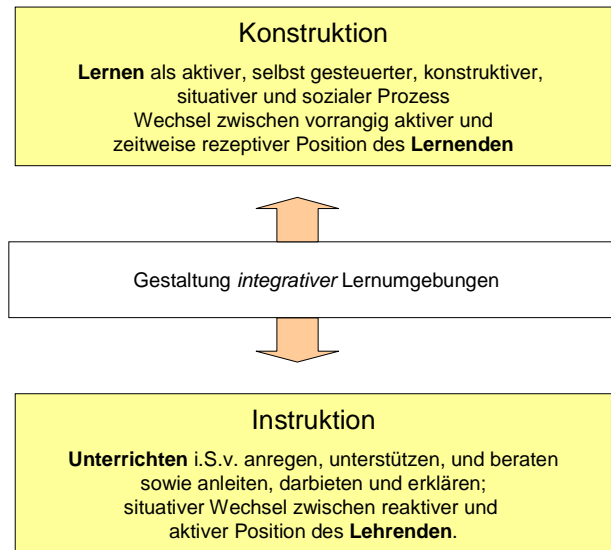 Konstruktion
Lernen als aktiver, selbst gesteuerter, konstruktiver,
situativer und sozialer Prozess
Wechsel zwischen vorrangig aktiver und
zeitweise rezeptiver Position des Lernenden
Gestaltung integrativer Lernumgebungen
Instruktion
Unterrichten i.S.v. anregen, unterstützen, und beraten
sowie anleiten, darbieten und erklären;
situativer Wechsel zwischen reaktiver und
aktiver Position des Lehrenden.